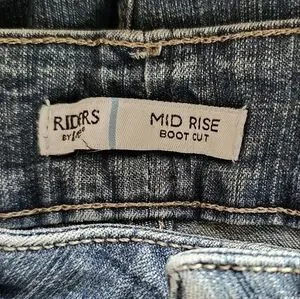 RIDERS
BY Lee
MID RISE
BOOT CUT